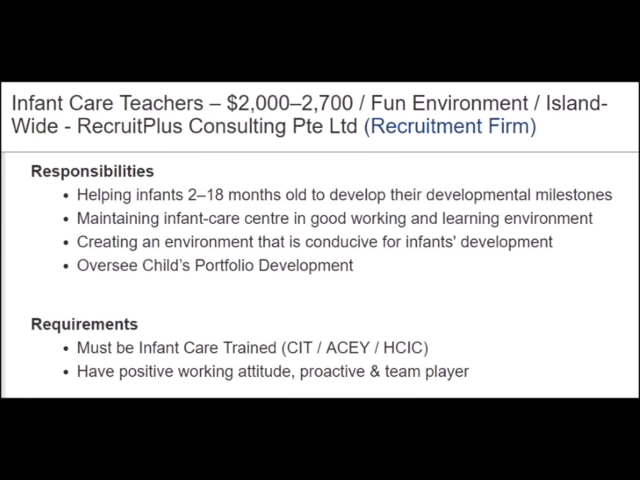 Infant Care Teachers – $2,000–2,700 / Fun Environment / Island-
Wide - RecruitPlus Consulting Pte Ltd (Recruitment Firm)
Responsibilities
• Helping infants 2–18 months old to develop their developmental milestones
• Maintaining infant-care centre in good working and learning environment
• Creating an environment that is conducive for infants' development
• Oversee Child’s Portfolio Development
Requirements
• Must be Infant Care Trained (CIT / ACEY / HCIC)
• Have positive working attitude, proactive & team player